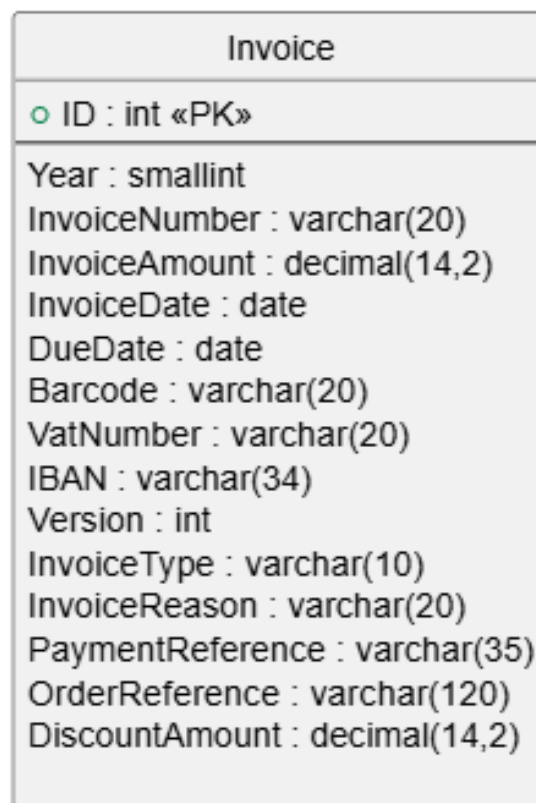 Invoice
ID : int «PK»
Year : smallint
InvoiceNumber : varchar(20)
InvoiceAmount : decimal(14,2)
InvoiceDate : date
DueDate : date
Barcode : varchar(20)
VatNumber : varchar(20)
IBAN : varchar(34)
Version : int
InvoiceType : varchar(10)
InvoiceReason : varchar(20)
PaymentReference : varchar(35)
OrderReference : varchar(120)
DiscountAmount : decimal(14,2)